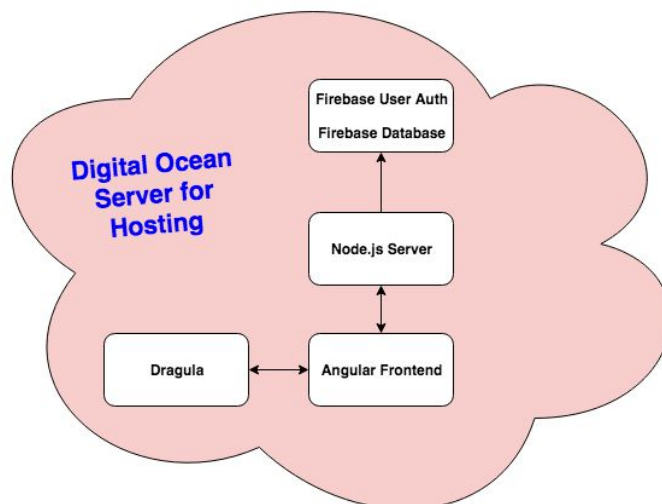 Firebase User Auth
Firebase Database
Digital Ocean
Server for
Hosting
Node.js Server
Dragula
Angular Frontend